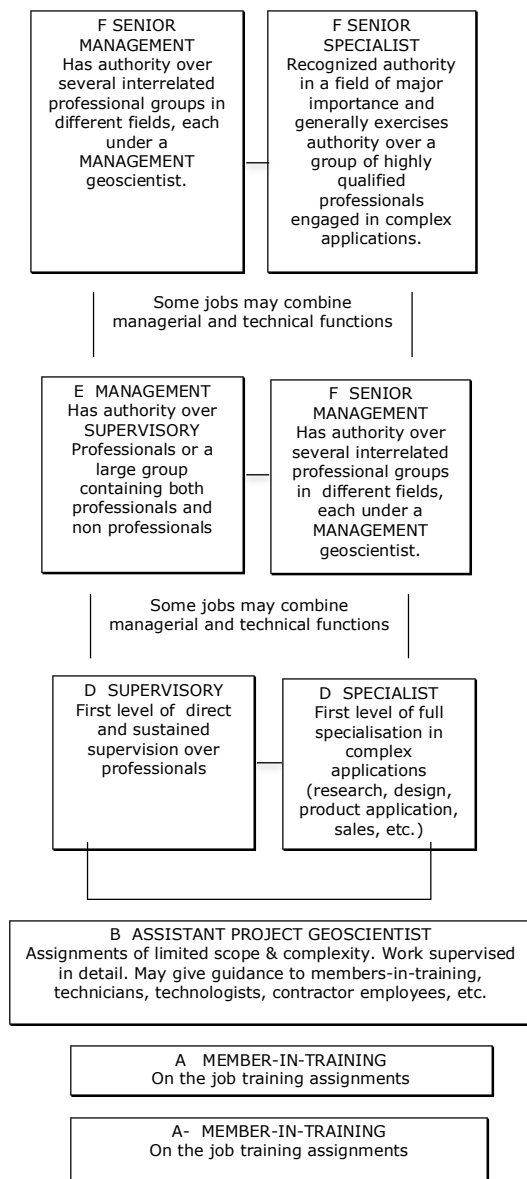 F SENIOR
MANAGEMENT
Has authority over
several interrelated
professional groups in
different fields, each
under a
MANAGEMENT
geoscientist.
F SENIOR
SPECIALIST
Recognized authority
in a field of major
importance and
generally exercises
authority over a
group of highly
qualified
professionals
engaged in complex
applications.
Some jobs may combine
managerial and technical functions
E MANAGEMENT
Has authority over
SUPERVISORY
Professionals or a
large group
containing both
professionals and
non professionals
F SENIOR
MANAGEMENT
Has authority over
several interrelated
professional groups
in different fields,
each under a
MANAGEMENT
geoscientist.
Some jobs may combine
managerial and technical functions
D SUPERVISORY
First level of direct
and sustained
supervision over
professionals
D SPECIALIST
First level of full
specialisation in
complex
applications
(research, design,
product application,
sales, etc.)
B ASSISTANT PROJECT GEOSCIENTIST
Assignments of limited scope & complexity. Work supervised
in detail. May give guidance to members-in-training,
technicians, technologists, contractor employees, etc.
A MEMBER-IN-TRAINING
On the job training assignments
A- MEMBER-IN-TRAINING
On the job training assignments